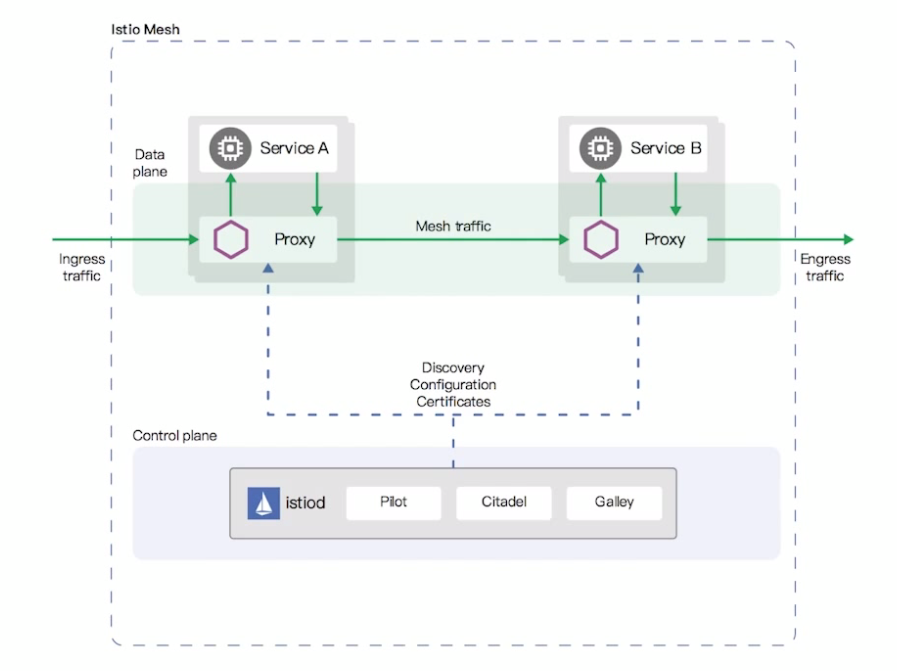 Istio Mesh
Data
plane
Service A
Service B
Proxy
Mesh traffic
Proxy
Ingress
traffic
Engress
traffic
Discovery
Configuration
Certificates
Control plane
istiod
Pilot
Citadel
Galley